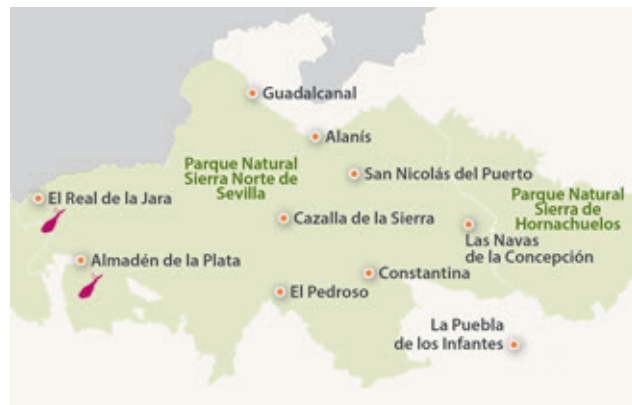 Guadalcanal
Alanís
Parque Natural
Sierra Norte de
Sevilla
San Nicolás del Puerto
El Real de la Jara
Parque Natural
Sierra de
Hornachuelos
Cazalla de la Sierra
Las Navas
de la Concepción
Almadén de la Plata
Constantina
El Pedroso
La Puebla
de los Infantes